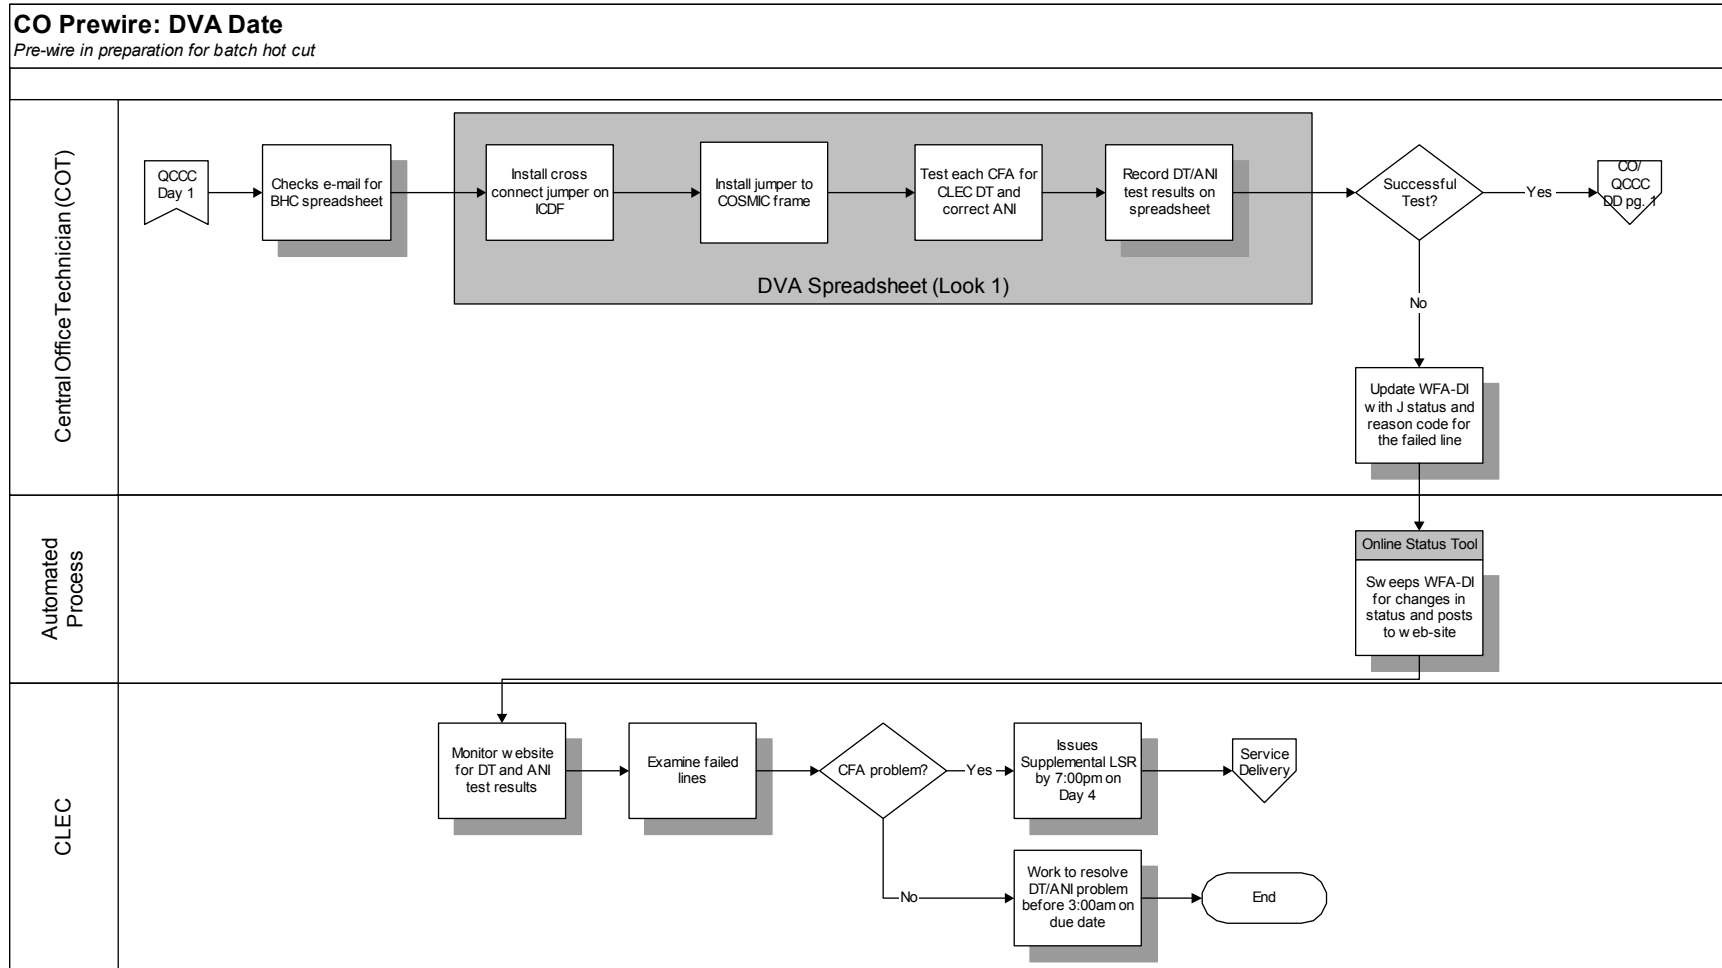 CO Prewire: DVA Date
Pre-wire in preparation for batch hot cut
Central Office Technician (COT)
QCCC
Day 1
Checks e-mail for
BHC spreadsheet
Install cross
connect jumper on
ICDF
Install jumper to
COSMIC frame
Test each CFA for
CLEC DT and
correct ANI
Record DT/ANI
test results on
spreadsheet
DVA Spreadsheet (Look 1)
Successful
Test?
Yes
CO/
QCCC
DD pg. 1
No
Update WFA-DI
with J status and
reason code for
the failed line
Automated
Process
Online Status Tool
Sweeps WFA-DI
for changes in
status and posts
to web-site
CLEC
Monitor website
for DT and ANI
test results
Examine failed
lines
CFA problem?
Yes
Issues
Supplemental LSR
by 7:00pm on
Day 4
Service
Delivery
No
Work to resolve
DT/ANI problem
before 3:00am on
due date
End